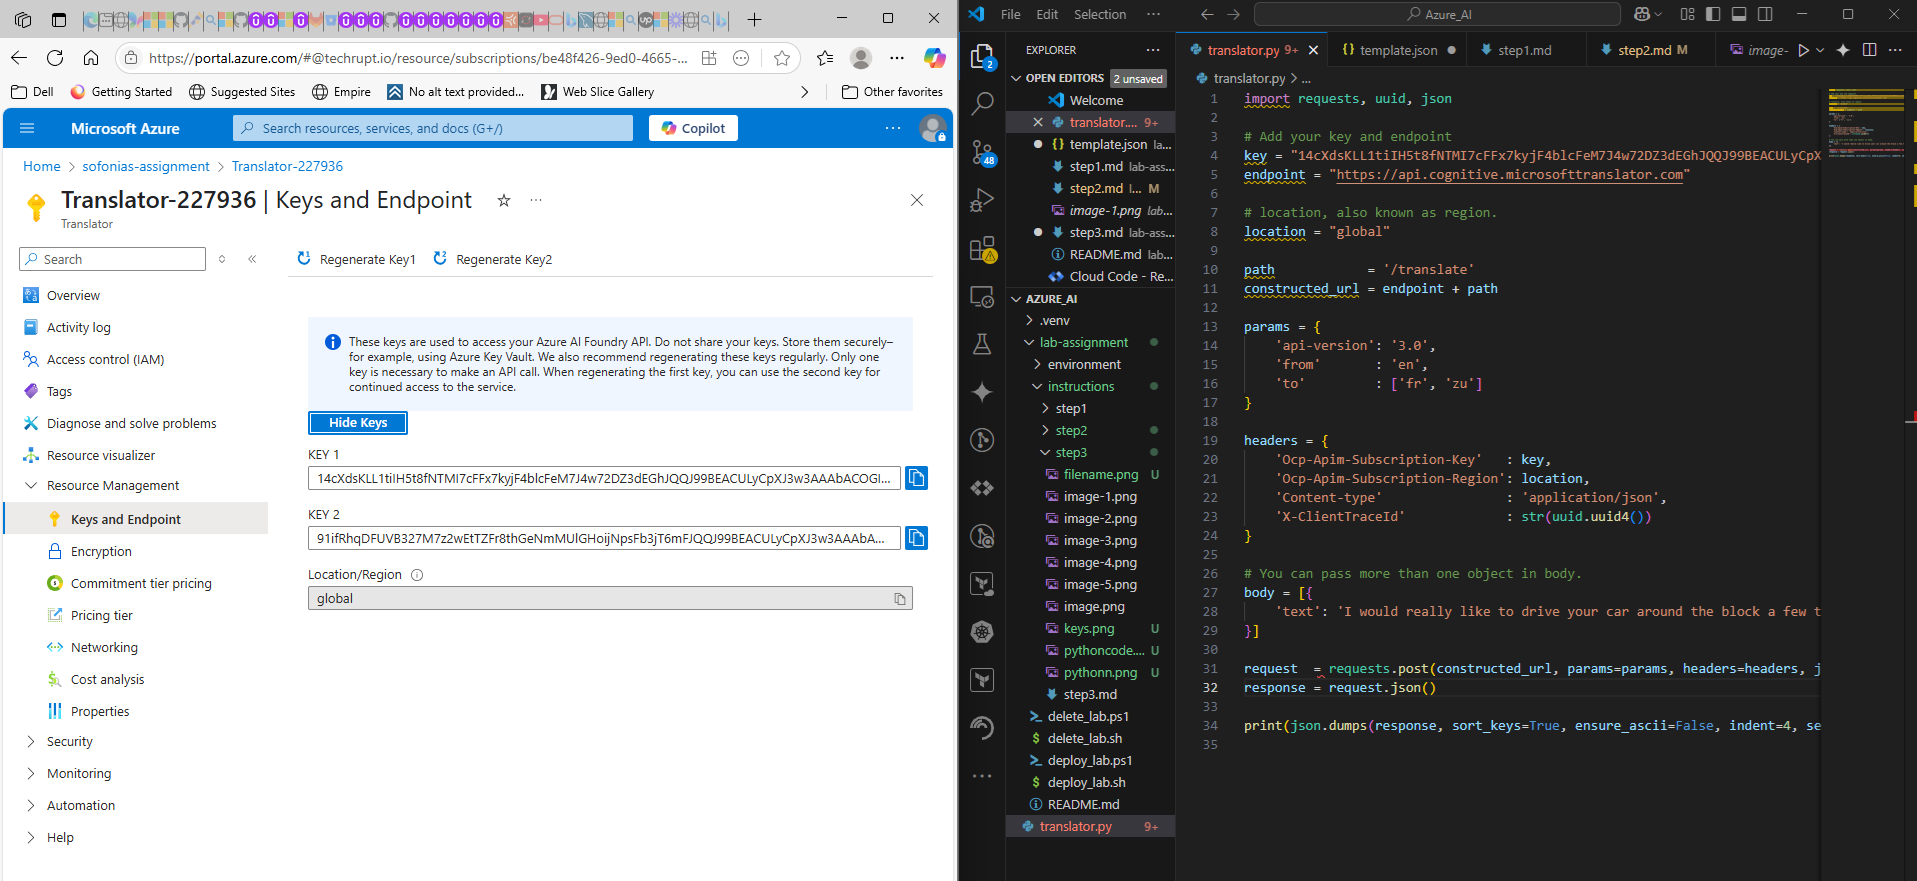 https://portal.azure.com/#@techrupt.io/resource/subscriptions/be48f426-9ed0-4665-...
Dell Getting Started Suggested Sites Empire No alt text provided... Web Slice Gallery Other favorites
Microsoft Azure
Search resources, services, and docs (G+/)
Copilot
Home > sofonias-assignment > Translator-227936
Translator-227936 | Keys and Endpoint
Translator
Search
Regenerate Key1 Regenerate Key2
Overview
Activity log
Access control (IAM)
Tags
Diagnose and solve problems
Resource visualizer
Resource Management
Keys and Endpoint
Encryption
Commitment tier pricing
Pricing tier
Networking
Cost analysis
Properties
Security
Monitoring
Automation
Help
These keys are used to access your Azure AI Foundry API. Do not share your keys. Store them securely–
for example, using Azure Key Vault. We also recommend regenerating these keys regularly. Only one
key is necessary to make an API call. When regenerating the first key, you can use the second key for
continued access to the service.
Hide Keys
KEY 1
KEY 2
Location/Region
global
File Edit Selection ...
Azure_AI
EXPLORER
OPEN EDITORS 2 unsaved
Welcome
translator.... 9+
template.json la...
step1.md lab-ass...
step2.md l... M
image-1.png lab...
step3.md lab-ass...
README.md lab...
Cloud Code - Re...
AZURE_AI
.venv
lab-assignment
environment
instructions
step1
step2
step3
filename.png U
image-1.png
image-2.png
image-3.png
image-4.png
image-5.png
image.png
keys.png U
pythoncode.... U
pythonn.png U
step3.md
delete_lab.ps1
delete_lab.sh
deploy_lab.ps1
deploy_lab.sh
README.md
translator.py 9+
2
48
translator.py 9+ template.json step1.md step2.md M image-
translator.py > ...
1 import requests, uuid, json
2
3 # Add your key and endpoint
4 key = "
5 endpoint = "https://api.cognitive.microsofttranslator.com"
6
7 # location, also known as region.
8 location = "global"
9
10 path = '/translate'
11 constructed_url = endpoint + path
12
13 params = {
14 'api-version': '3.0',
15 'from' : 'en',
16 'to' : ['fr', 'zu']
17 }
18
19 headers = {
20 'Ocp-Apim-Subscription-Key' : key,
21 'Ocp-Apim-Subscription-Region': location,
22 'Content-type' : 'application/json',
23 'X-ClientTraceId' : str(uuid.uuid4())
24 }
25
26 # You can pass more than one object in body.
27 body = [{
28 'text': 'I would really like to drive your car around the block a few t
29 }]
30
31 request = requests.post(constructed_url, params=params, headers=headers, j
32 response = request.json()
33
34 print(json.dumps(response, sort_keys=True, ensure_ascii=False, indent=4, se
35